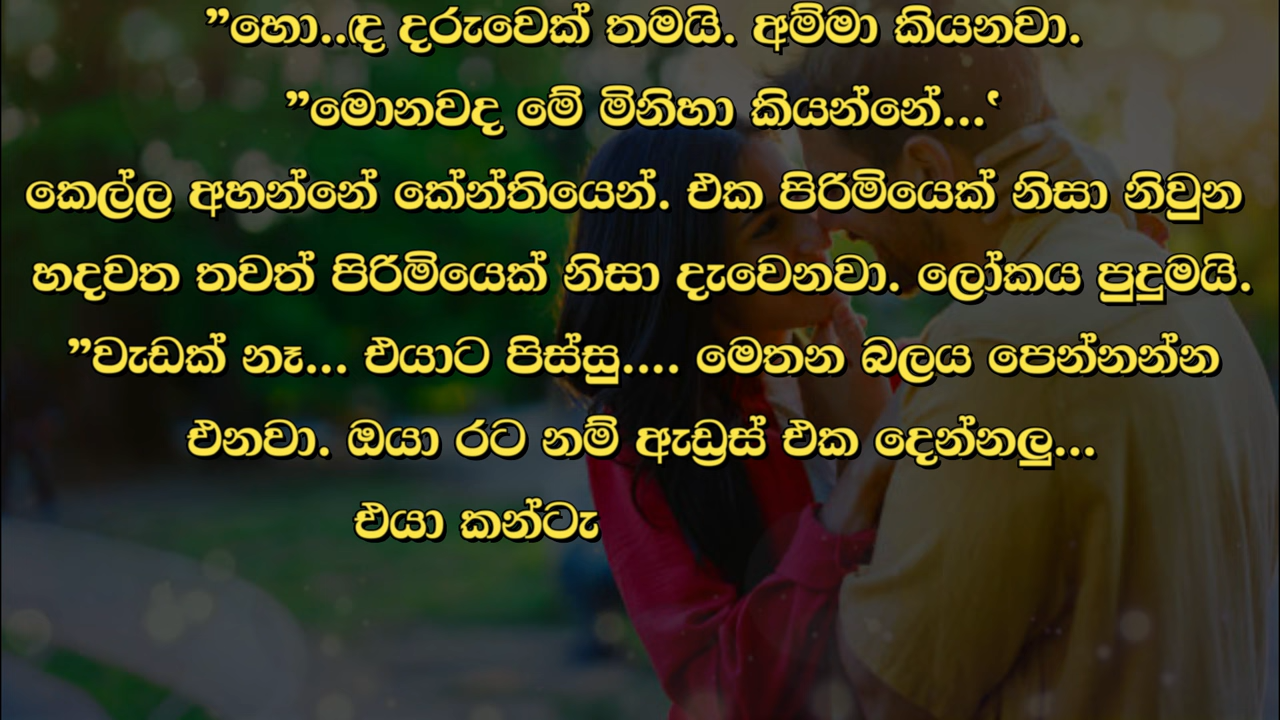 ”හො..ඳ දරුවෙක් තමයි. අම්මා කියනවා.
”මොනවද මේ මිනිහා කියන්නේ...‘
කෙල්ල අහන්නේ කේන්තියෙන්. එක පිරිමියෙක් නිසා නිවුන
හදවත තවත් පිරිමියෙක් නිසා දැවෙනවා. ලෝකය පුදුමයි.
”වැඩක් නෑ... එයාට පිස්සු.... මෙතන බලය පෙන්නන්න
එනවා. ඔයා රට නම් ඇඩ්‍රස් එක දෙන්නලු...
එයා කන්ටැ